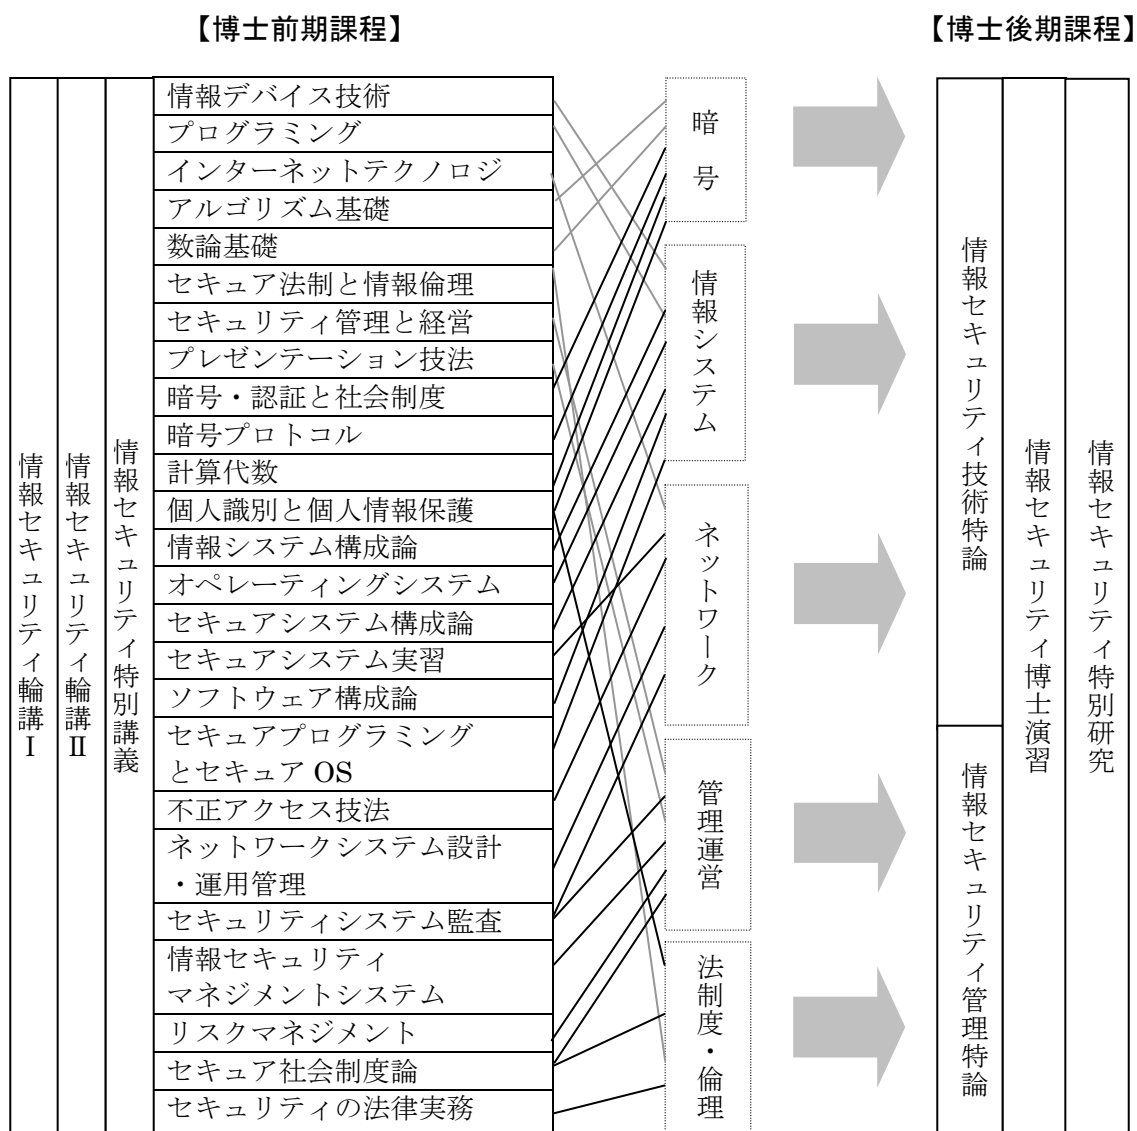 【博士前期課程】
【博士後期課程】
情報セキュリティ輪講Ⅰ
情報セキュリティ輪講Ⅱ
情報セキュリティ特別講義
情報デバイス技術
プログラミング
インターネットテクノロジ
アルゴリズム基礎
数論基礎
セキュア法制と情報倫理
セキュリティ管理と経営
プレゼンテーション技法
暗号・認証と社会制度
暗号プロトコル
計算代数
個人識別と個人情報保護
情報システム構成論
オペレーティングシステム
セキュアシステム構成論
セキュアシステム実習
ソフトウェア構成論
セキュアプログラミング
とセキュア OS
不正アクセス技法
ネットワークシステム設計
・運用管理
セキュリティシステム監査
情報セキュリティ
マネジメントシステム
リスクマネジメント
セキュア社会制度論
セキュリティの法律実務
暗号
情報システム
ネットワーク
管理運営
法制度・倫理
情報セキュリティ技術特論
情報セキュリティ管理特論
情報セキュリティ博士演習
情報セキュリティ特別研究